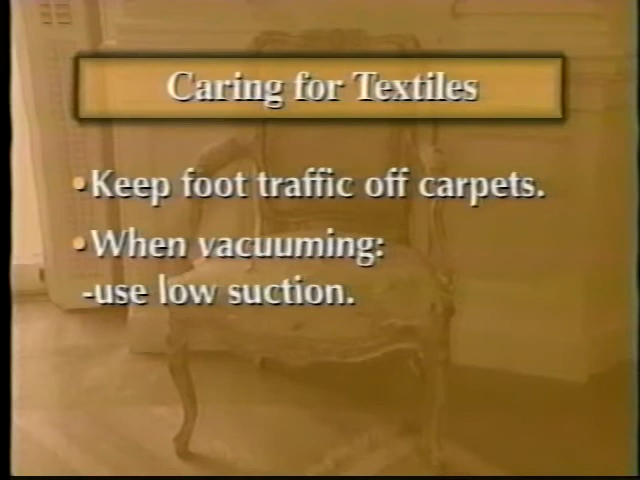 Caring for Textiles
•Keep foot traffic off carpets.
•When vacuuming:
-use low suction.